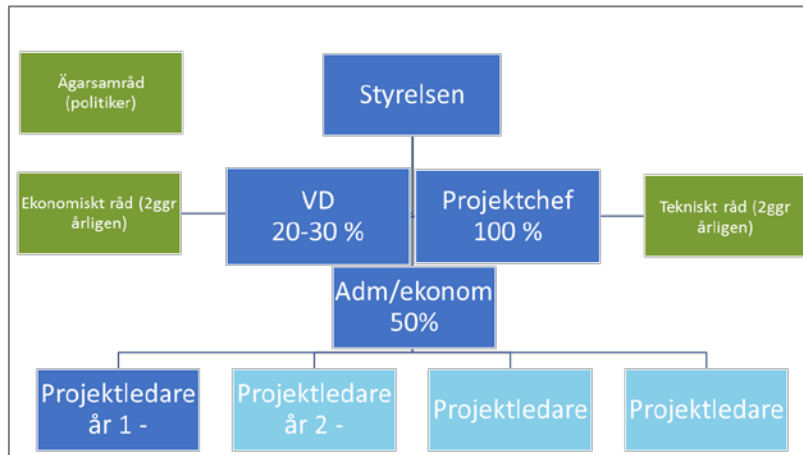 Ägarsamråd
(politiker)
Styrelsen
Ekonomiskt råd (2ggr
årligen)
VD
20-30 %
Projektchef
100 %
Tekniskt råd (2ggr
årligen)
Adm/ekonom
50%
Projektledare
år 1 -
Projektledare
år 2 -
Projektledare
Projektledare